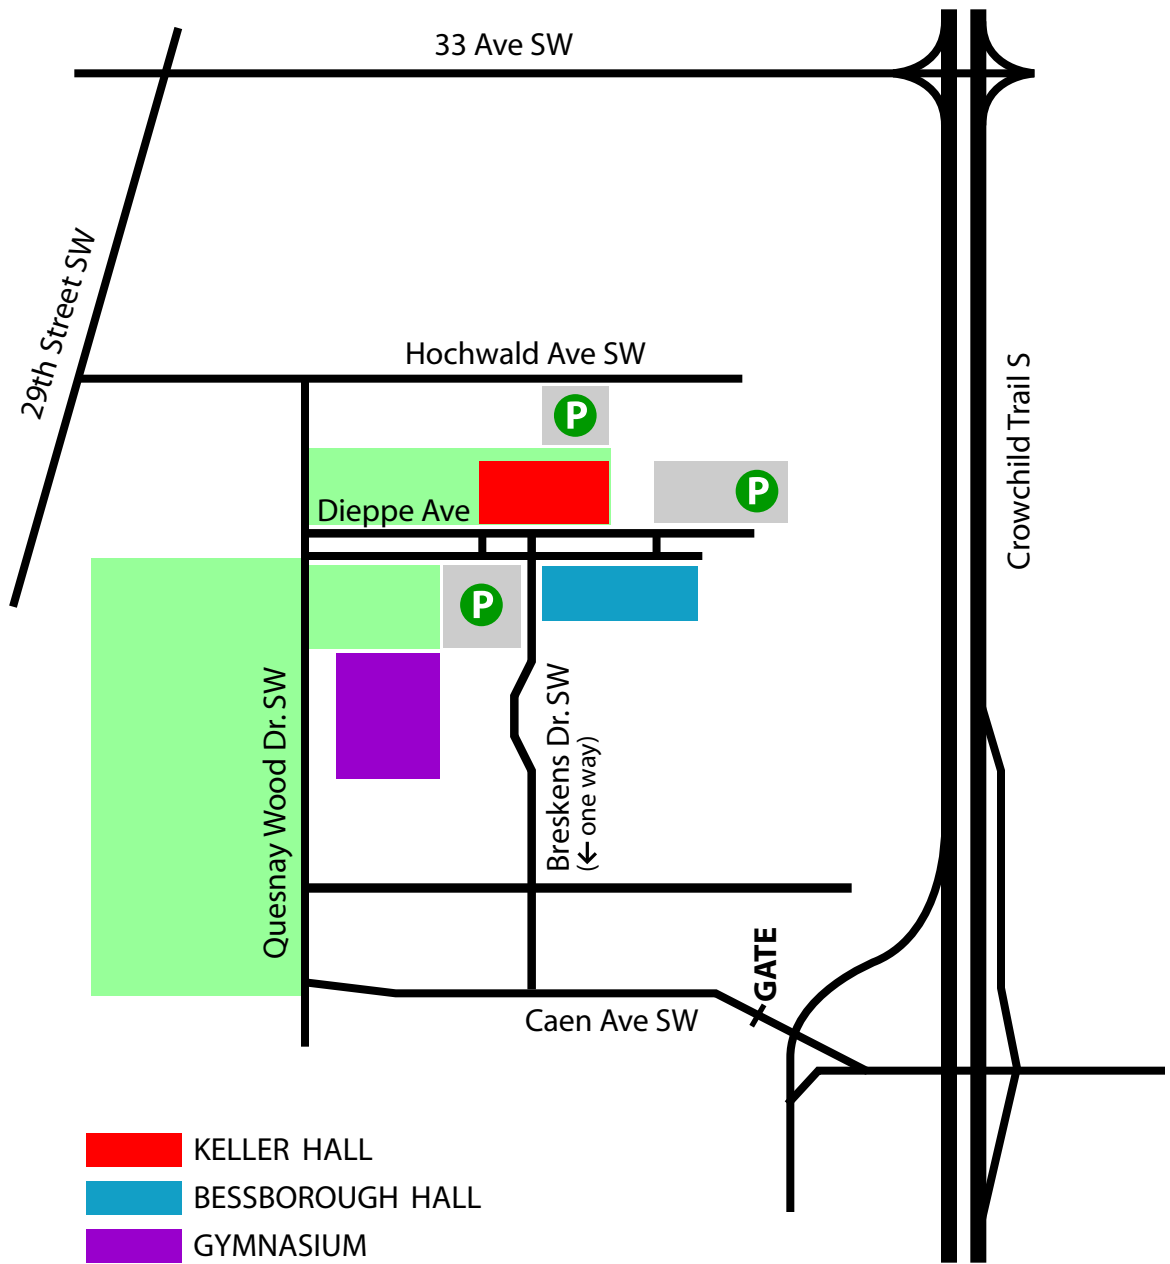 33 Ave SW
29th Street SW
Hochwald Ave SW
Crowchild Trail S
P
P
Dieppe Ave
P
Quesnay Wood Dr. SW
Breskens Dr. SW
(← one way)
GATE
Caen Ave SW
KELLER HALL
BESSBOROUGH HALL
GYMNASIUM